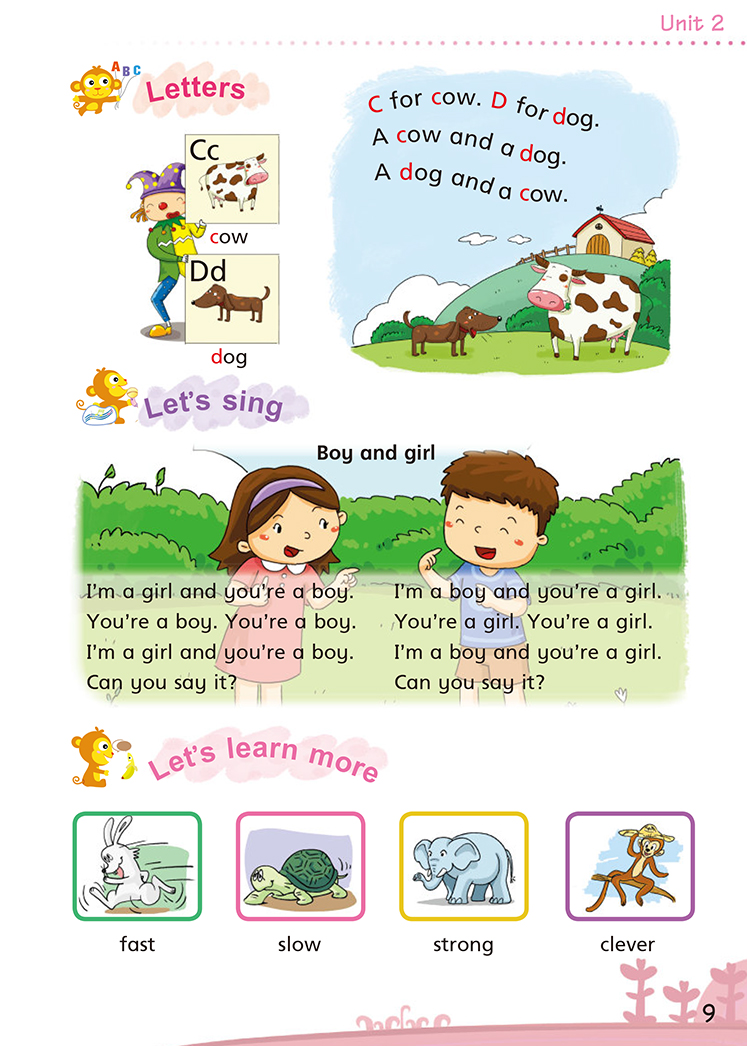 Unit 2
A B C
Letters
Cc
cow
Dd
dog
C for cow. D for dog.
A cow and a dog.
A dog and a cow.
Let's sing
Boy and girl
I'm a girl and you're a boy.
You're a boy. You're a boy.
I'm a girl and you're a boy.
Can you say it?
I'm a boy and you're a girl.
You're a girl. You're a girl.
I'm a boy and you're a girl.
Can you say it?
Let's learn more
fast
slow
strong
clever
9